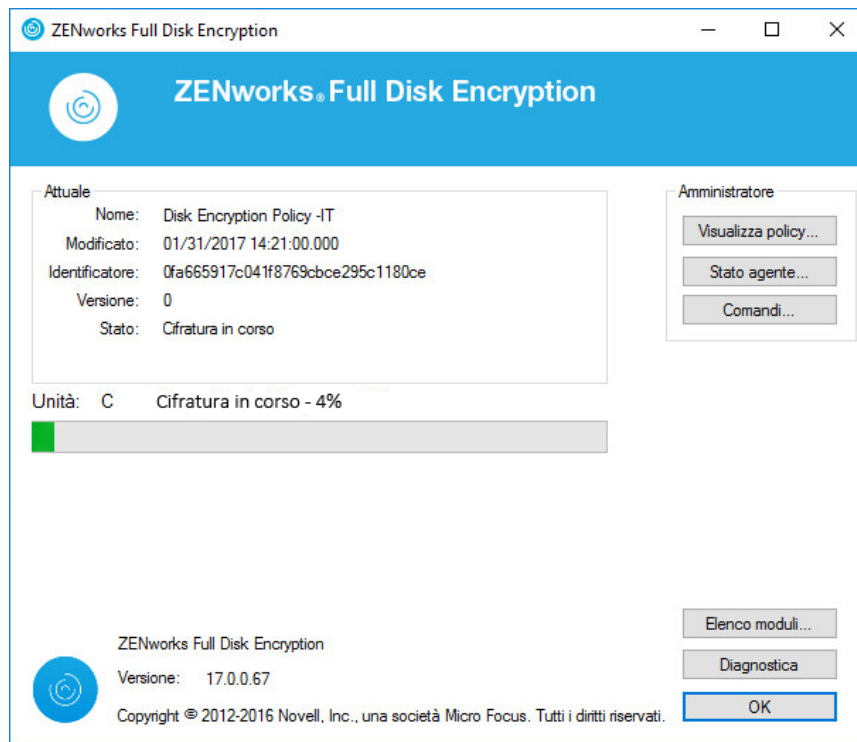 ZENworks Full Disk Encryption
ZENworks® Full Disk Encryption
Attuale
Nome: Disk Encryption Policy -IT
Modificato: 01/31/2017 14:21:00.000
Identificatore: 0fa665917c041f8769cbce295c1180ce
Versione: 0
Stato: Cifratura in corso
Amministratore
Visualizza policy...
Stato agente...
Comandi...
Unità: C Cifratura in corso - 4%
Elenco moduli...
Diagnostica
OK
ZENworks Full Disk Encryption
Versione: 17.0.0.67
Copyright © 2012-2016 Novell, Inc., una società Micro Focus. Tutti i diritti riservati.